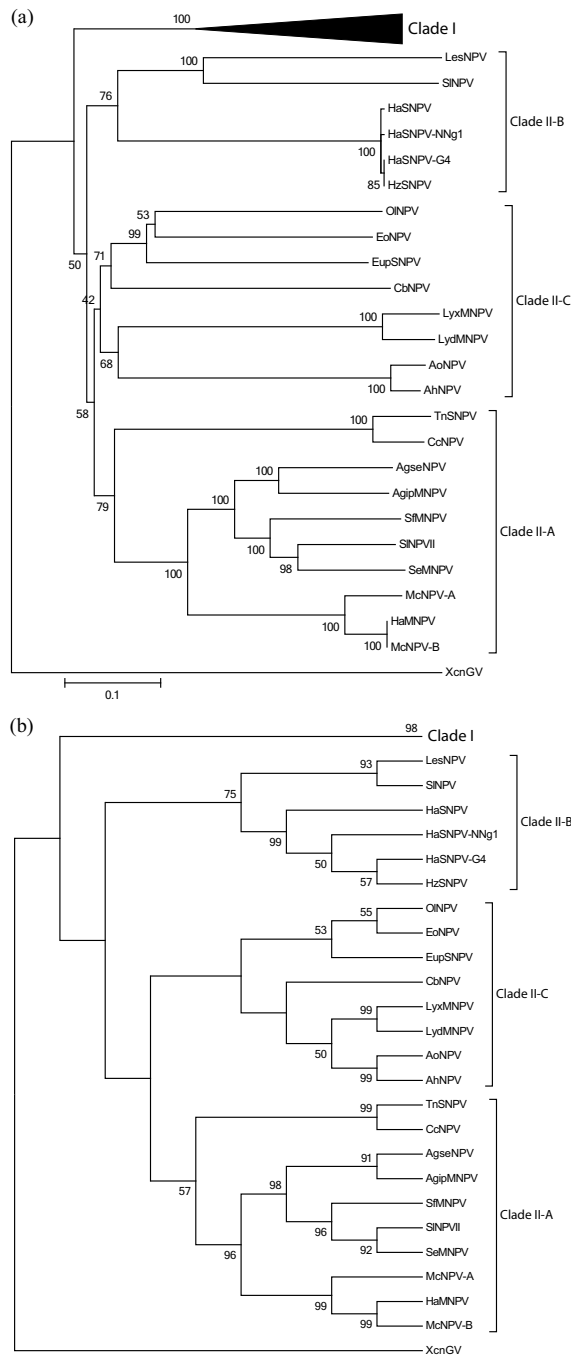 (a)
100
Clade I
100
LesNPV
SlNPV
76
HaSNPV
HaSNPV-NNg1
100
HaSNPV-G4
85
HzSNPV
Clade II-B
53
OlNPV
99
EoNPV
50
71
EupSNPV
CbNPV
42
100
LyxMNPV
LydMNPV
68
AoNPV
100
AhNPV
Clade II-C
58
100
TnSNPV
CcNPV
79
100
AgseNPV
100
AgipMNPV
SfMNPV
100
SlNPVII
98
SeMNPV
100
McNPV-A
100
HaMNPV
100
McNPV-B
Clade II-A
XcnGV
0.1
(b)
98
Clade I
93
LesNPV
SlNPV
75
HaSNPV
99
HaSNPV-NNg1
50
HaSNPV-G4
57
HzSNPV
Clade II-B
55
OlNPV
53
EoNPV
EupSNPV
CbNPV
99
LyxMNPV
LydMNPV
50
AoNPV
99
AhNPV
Clade II-C
99
TnSNPV
CcNPV
57
91
AgseNPV
98
AgipMNPV
SfMNPV
96
SlNPVII
92
SeMNPV
96
McNPV-A
99
HaMNPV
99
McNPV-B
Clade II-A
XcnGV